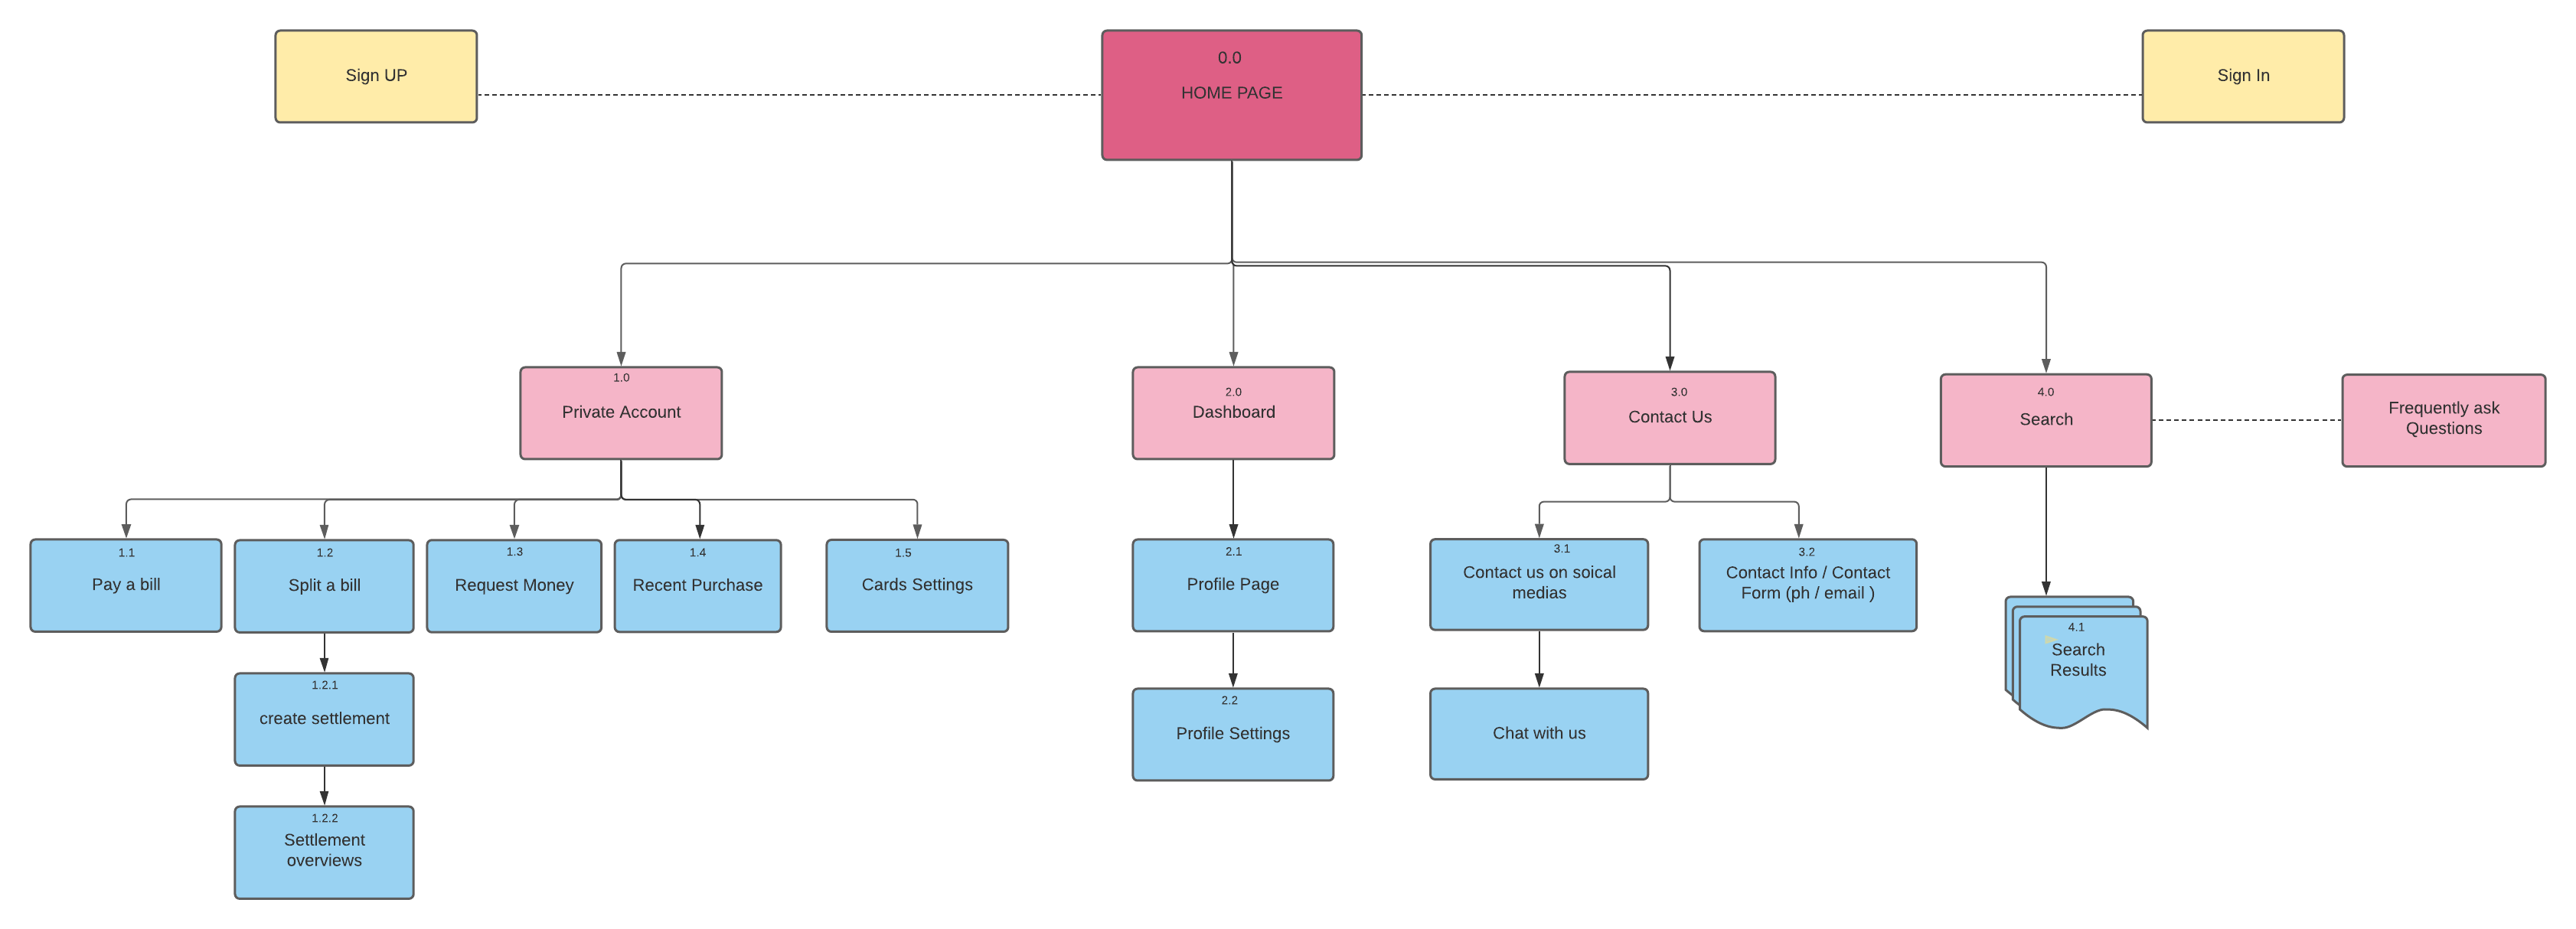 Sign UP
0.0
HOME PAGE
Sign In
1.0
Private Account
2.0
Dashboard
3.0
Contact Us
4.0
Search
Frequently ask
Questions
1.1
Pay a bill
1.2
Split a bill
1.3
Request Money
1.4
Recent Purchase
1.5
Cards Settings
2.1
Profile Page
3.1
Contact us on soical
medias
3.2
Contact Info / Contact
Form (ph / email )
4.1
Search
Results
1.2.1
create settlement
2.2
Profile Settings
Chat with us
1.2.2
Settlement
overviews